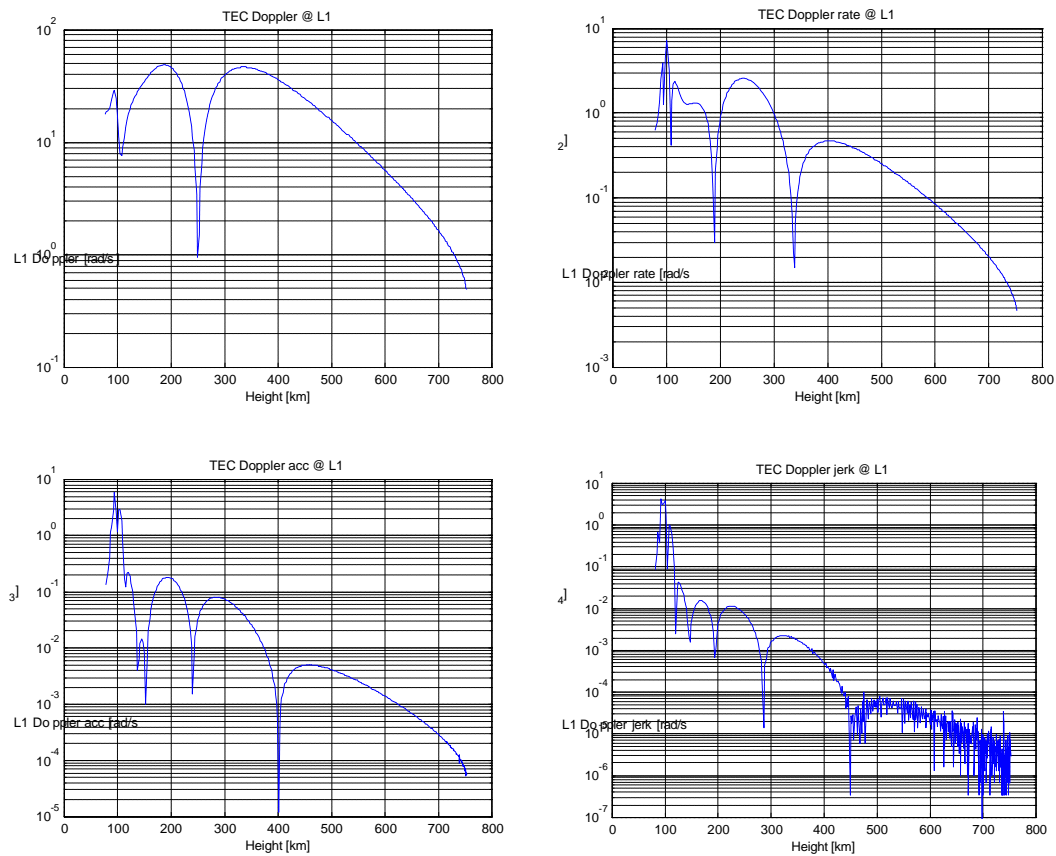 TEC Doppler @ L1
10^2
10^1
10^0
10^-1
L1 Do ppler [rad/s]
0 100 200 300 400 500 600 700 800
Height [km]
TEC Doppler rate @ L1
10^1
10^0
10^-1
10^-2
10^-3
2]
L1 Doppler rate [rad/s
0 100 200 300 400 500 600 700 800
Height [km]
TEC Doppler acc @ L1
10^1
10^0
10^-1
10^-2
10^-3
10^-4
10^-5
3]
L1 Do ppler acc [rad/s
0 100 200 300 400 500 600 700 800
Height [km]
TEC Doppler jerk @ L1
10^1
10^0
10^-1
10^-2
10^-3
10^-4
10^-5
10^-6
10^-7
4]
L1 Do ppler jerk [rad/s
0 100 200 300 400 500 600 700 800
Height [km]